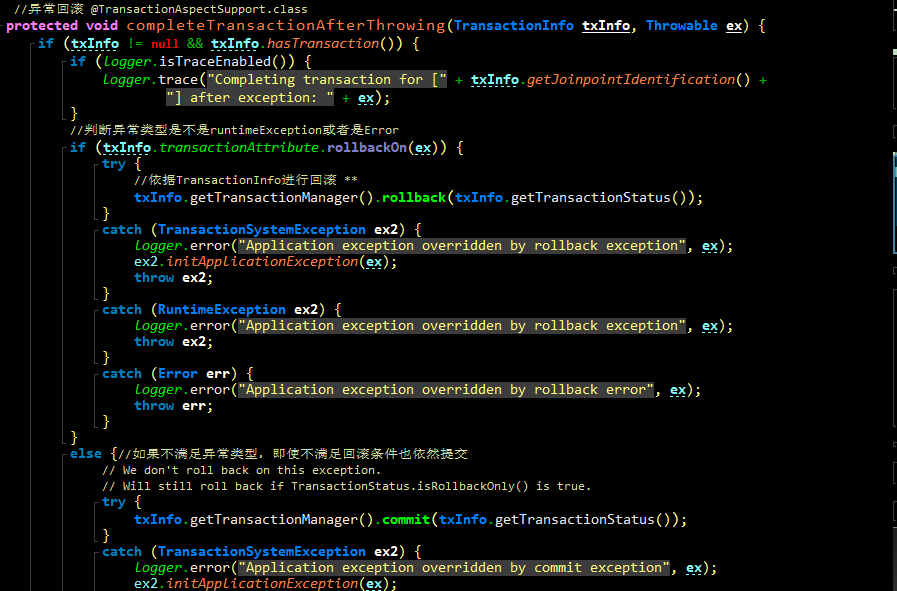 //异常回滚 @TransactionAspectSupport.class
protected void completeTransactionAfterThrowing(TransactionInfo txInfo, Throwable ex) {
if (txInfo != null && txInfo.hasTransaction()) {
if (logger.isTraceEnabled()) {
logger.trace("Completing transaction for [" + txInfo.getJoinpointIdentification() +
"] after exception: " + ex);
}
//判断异常类型是不是runtimeException或者是Error
if (txInfo.transactionAttribute.rollbackOn(ex)) {
try {
//依据TransactionInfo进行回滚 **
txInfo.getTransactionManager().rollback(txInfo.getTransactionStatus());
}
catch (TransactionSystemException ex2) {
logger.error("Application exception overridden by rollback exception", ex);
ex2.initApplicationException(ex);
throw ex2;
}
catch (RuntimeException ex2) {
logger.error("Application exception overridden by rollback exception", ex);
throw ex2;
}
catch (Error err) {
logger.error("Application exception overridden by rollback error", ex);
throw err;
}
}
else {//如果不满足异常类型，即使不满足回滚条件也依然提交
// We don't roll back on this exception.
// Will still roll back if TransactionStatus.isRollbackOnly() is true.
try {
txInfo.getTransactionManager().commit(txInfo.getTransactionStatus());
}
catch (TransactionSystemException ex2) {
logger.error("Application exception overridden by commit exception", ex);
ex2.initApplicationException(ex);